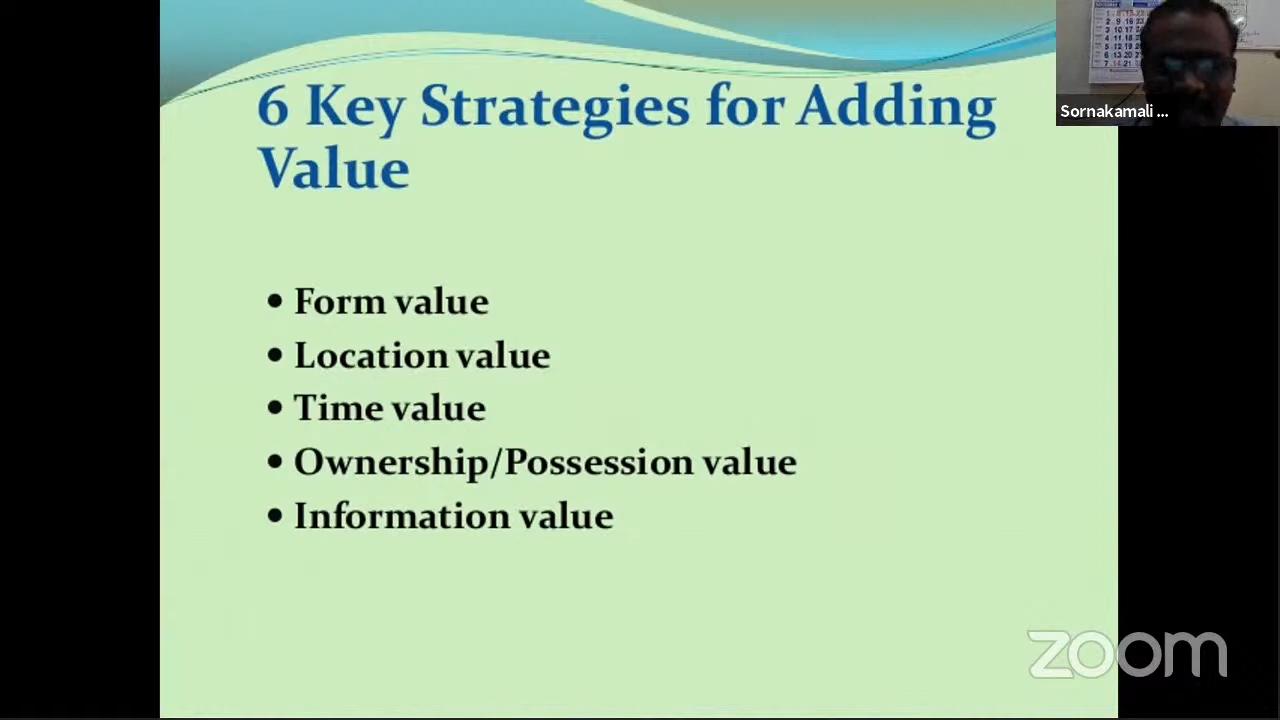 6 Key Strategies for Adding
Value
• Form value
• Location value
• Time value
• Ownership/Possession value
• Information value
Sornakamali ...
zoom